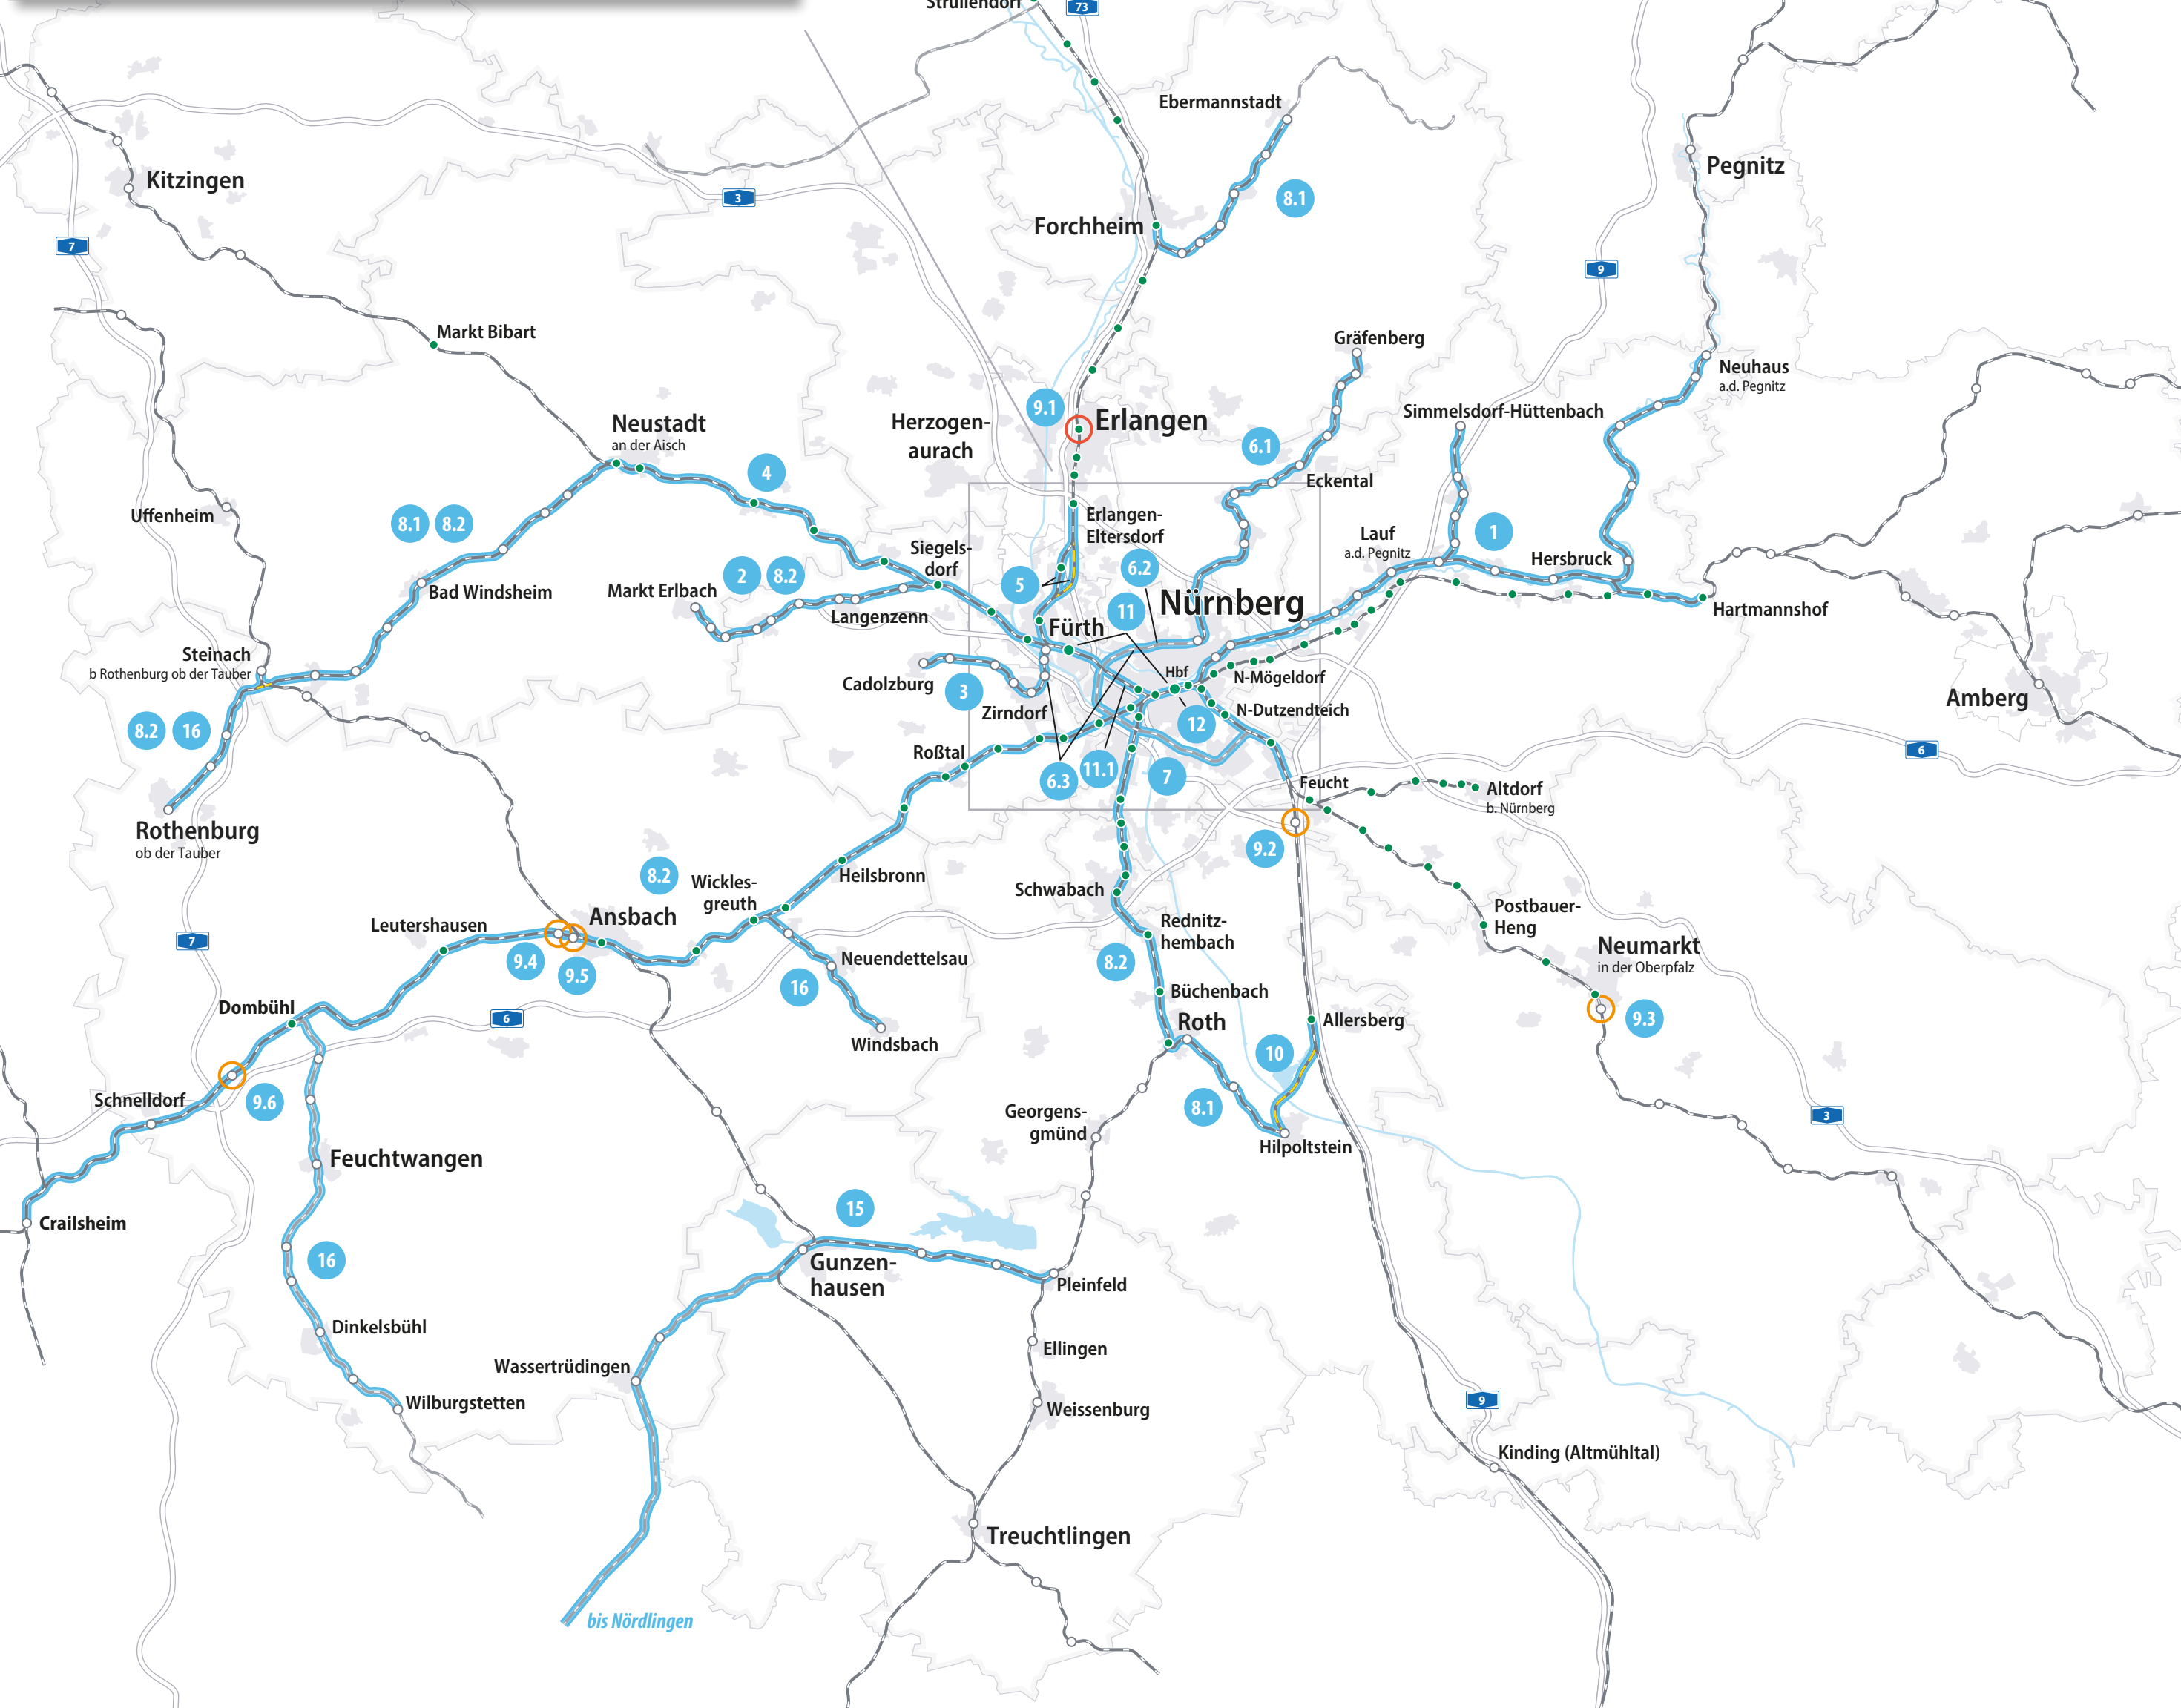 Strullendorf
73
Ebermannstadt
8.1
Pegnitz
Kitzingen
3
7
Forchheim
9
Markt Bibart
Gräfenberg
Neuhaus
a.d. Pegnitz
9.1
Erlangen
Herzogen-
aurach
Simmelsdorf-Hüttenbach
Neustadt
an der Aisch
6.1
4
Eckental
Uffenheim
8.1
8.2
Erlangen-
Eltersdorf
1
Lauf
a.d. Pegnitz
Siegels-
dorf
Hersbruck
6.2
5
2
8.2
Markt Erlbach
Bad Windsheim
Nürnberg
11
Hartmannshof
Langenzenn
Fürth
Steinach
b Rothenburg ob der Tauber
Hbf
N-Mögeldorf
Cadolzburg
3
Zirndorf
Amberg
N-Dutzendteich
12
8.2
16
Roßtal
6
6.3
11.1
7
Feucht
Altdorf
b. Nürnberg
Rothenburg
ob der Tauber
9.2
8.2
Heilsbronn
Wickles-
greuth
Schwabach
Ansbach
Leutershausen
Postbauer-
Heng
Rednitz-
hembach
7
Neumarkt
in der Oberpfalz
9.4
9.5
Neuendettelsau
8.2
16
Büchenbach
Dombühl
6
Allersberg
9.3
Roth
Windsbach
10
Schnelldorf
9.6
8.1
Georgens-
gmünd
3
Hilpoltstein
Feuchtwangen
15
Crailsheim
16
Gunzen-
hausen
Pleinfeld
Dinkelsbühl
Ellingen
Wassertrüdingen
Wilburgstetten
9
Weissenburg
Kinding (Altmühltal)
Treuchtlingen
bis Nördlingen